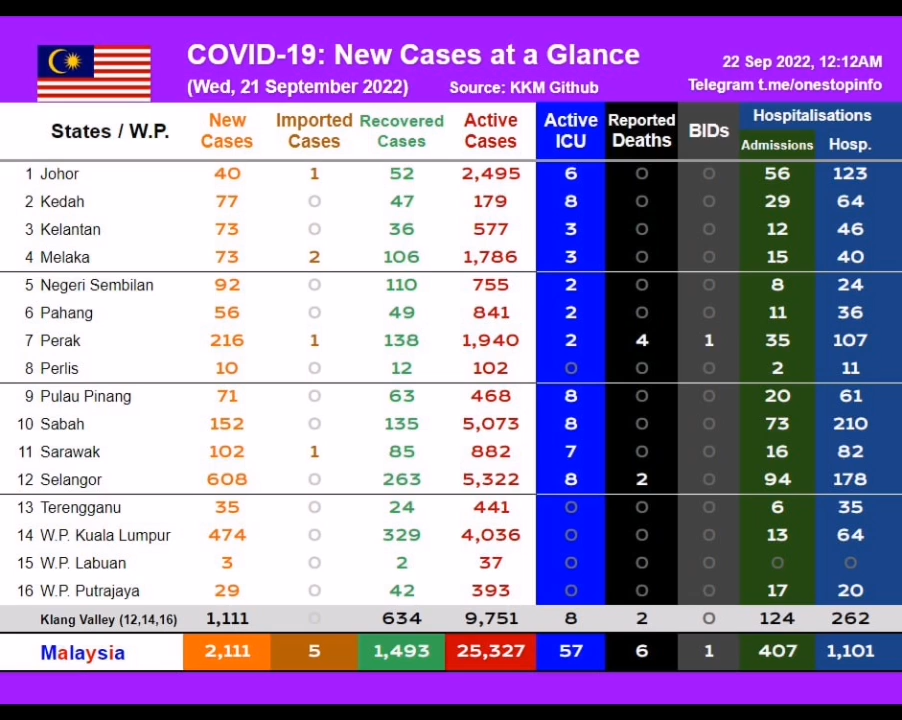 COVID-19: New Cases at a Glance
22 Sep 2022, 12:12AM
(Wed, 21 September 2022) Source: KKM Github Telegram t.me/onestopinfo
Hospitalisations
States / W.P. New Cases Imported Cases Recovered Cases Active Cases Active ICU Reported Deaths BIDs Admissions Hosp.
1 Johor 40 1 52 2,495 6 0 0 56 123
2 Kedah 77 0 47 179 8 0 0 29 64
3 Kelantan 73 0 36 577 3 0 0 12 46
4 Melaka 73 2 106 1,786 3 0 0 15 40
5 Negeri Sembilan 92 0 110 755 2 0 0 8 24
6 Pahang 56 0 49 841 2 0 0 11 36
7 Perak 216 1 138 1,940 2 4 1 35 107
8 Perlis 10 0 12 102 0 0 0 2 11
9 Pulau Pinang 71 0 63 468 8 0 0 20 61
10 Sabah 152 0 135 5,073 8 0 0 73 210
11 Sarawak 102 1 85 882 7 0 0 16 82
12 Selangor 608 0 263 5,322 8 2 0 94 178
13 Terengganu 35 0 24 441 0 0 0 6 35
14 W.P. Kuala Lumpur 474 0 329 4,036 0 0 0 13 64
15 W.P. Labuan 3 0 2 37 0 0 0 0 0
16 W.P. Putrajaya 29 0 42 393 0 0 0 17 20
Klang Valley (12,14,16) 1,111 0 634 9,751 8 2 0 124 262
Malaysia 2,111 5 1,493 25,327 57 6 1 407 1,101